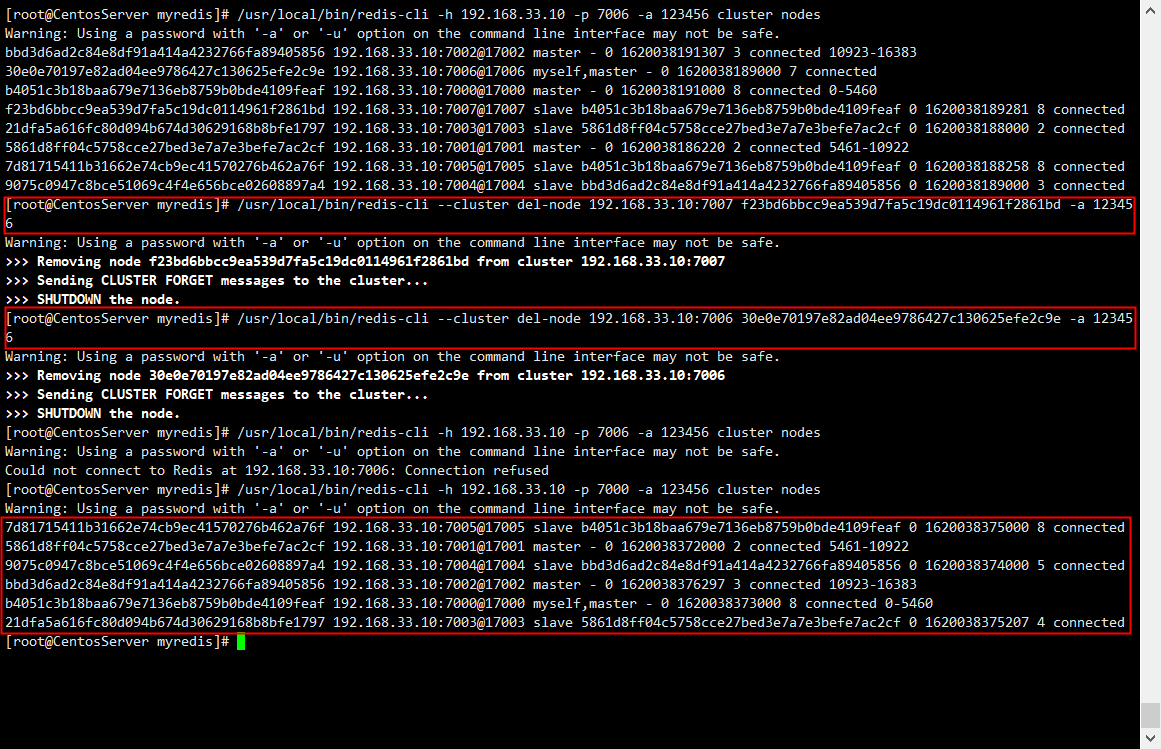 [root@CentosServer myredis]# /usr/local/bin/redis-cli -h 192.168.33.10 -p 7006 -a 123456 cluster nodes
Warning: Using a password with '-a' or '-u' option on the command line interface may not be safe.
bbd3d6ad2c84e8df91a414a4232766fa89405856 192.168.33.10:7002@17002 master - 0 1620038191307 3 connected 10923-16383
30e0e70197e82ad04ee9786427c130625efe2c9e 192.168.33.10:7006@17006 myself,master - 0 1620038189000 7 connected
b4051c3b18baa679e7136eb8759b0bde4109feaf 192.168.33.10:7000@17000 master - 0 1620038191000 8 connected 0-5460
f23bd6bbcc9ea539d7fa5c19dc0114961f2861bd 192.168.33.10:7007@17007 slave b4051c3b18baa679e7136eb8759b0bde4109feaf 0 1620038189281 8 connected
21dfa5a616fc80d094b674d30629168b8bfe1797 192.168.33.10:7003@17003 slave 5861d8ff04c5758cce27bed3e7a7e3befe7ac2cf 0 1620038188000 2 connected
5861d8ff04c5758cce27bed3e7a7e3befe7ac2cf 192.168.33.10:7001@17001 master - 0 1620038186220 2 connected 5461-10922
7d81715411b31662e74cb9ec41570276b462a76f 192.168.33.10:7005@17005 slave b4051c3b18baa679e7136eb8759b0bde4109feaf 0 1620038188258 8 connected
9075c0947c8bce51069c4f4e656bce02608897a4 192.168.33.10:7004@17004 slave bbd3d6ad2c84e8df91a414a4232766fa89405856 0 1620038189000 3 connected
[root@CentosServer myredis]# /usr/local/bin/redis-cli --cluster del-node 192.168.33.10:7007 f23bd6bbcc9ea539d7fa5c19dc0114961f2861bd -a 12345
6
Warning: Using a password with '-a' or '-u' option on the command line interface may not be safe.
>>> Removing node f23bd6bbcc9ea539d7fa5c19dc0114961f2861bd from cluster 192.168.33.10:7007
>>> Sending CLUSTER FORGET messages to the cluster...
>>> SHUTDOWN the node.
[root@CentosServer myredis]# /usr/local/bin/redis-cli --cluster del-node 192.168.33.10:7006 30e0e70197e82ad04ee9786427c130625efe2c9e -a 12345
6
Warning: Using a password with '-a' or '-u' option on the command line interface may not be safe.
>>> Removing node 30e0e70197e82ad04ee9786427c130625efe2c9e from cluster 192.168.33.10:7006
>>> Sending CLUSTER FORGET messages to the cluster...
>>> SHUTDOWN the node.
[root@CentosServer myredis]# /usr/local/bin/redis-cli -h 192.168.33.10 -p 7006 -a 123456 cluster nodes
Warning: Using a password with '-a' or '-u' option on the command line interface may not be safe.
Could not connect to Redis at 192.168.33.10:7006: Connection refused
[root@CentosServer myredis]# /usr/local/bin/redis-cli -h 192.168.33.10 -p 7000 -a 123456 cluster nodes
Warning: Using a password with '-a' or '-u' option on the command line interface may not be safe.
7d81715411b31662e74cb9ec41570276b462a76f 192.168.33.10:7005@17005 slave b4051c3b18baa679e7136eb8759b0bde4109feaf 0 1620038375000 8 connected
5861d8ff04c5758cce27bed3e7a7e3befe7ac2cf 192.168.33.10:7001@17001 master - 0 1620038372000 2 connected 5461-10922
9075c0947c8bce51069c4f4e656bce02608897a4 192.168.33.10:7004@17004 slave bbd3d6ad2c84e8df91a414a4232766fa89405856 0 1620038374000 5 connected
bbd3d6ad2c84e8df91a414a4232766fa89405856 192.168.33.10:7002@17002 master - 0 1620038376297 3 connected 10923-16383
b4051c3b18baa679e7136eb8759b0bde4109feaf 192.168.33.10:7000@17000 myself,master - 0 1620038373000 8 connected 0-5460
21dfa5a616fc80d094b674d30629168b8bfe1797 192.168.33.10:7003@17003 slave 5861d8ff04c5758cce27bed3e7a7e3befe7ac2cf 0 1620038375207 4 connected
[root@CentosServer myredis]#